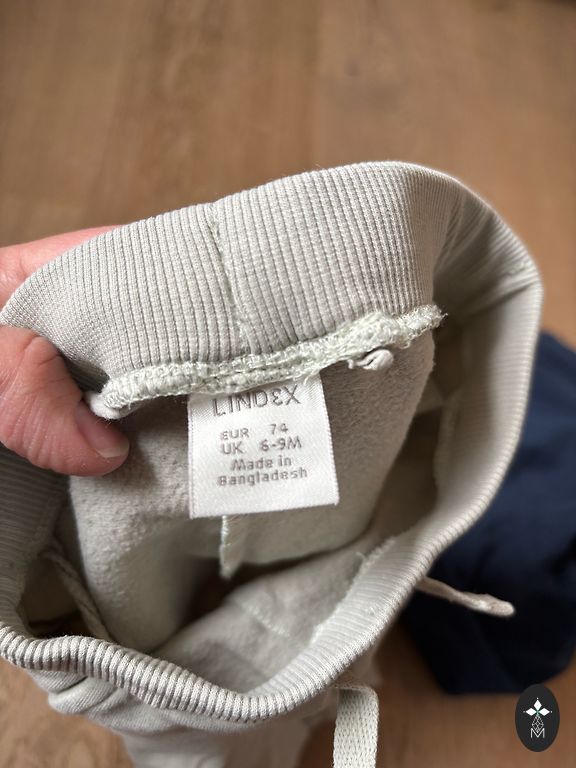 LINDEX
EUR 74
UK 6-9M
Made in
Bangladesh